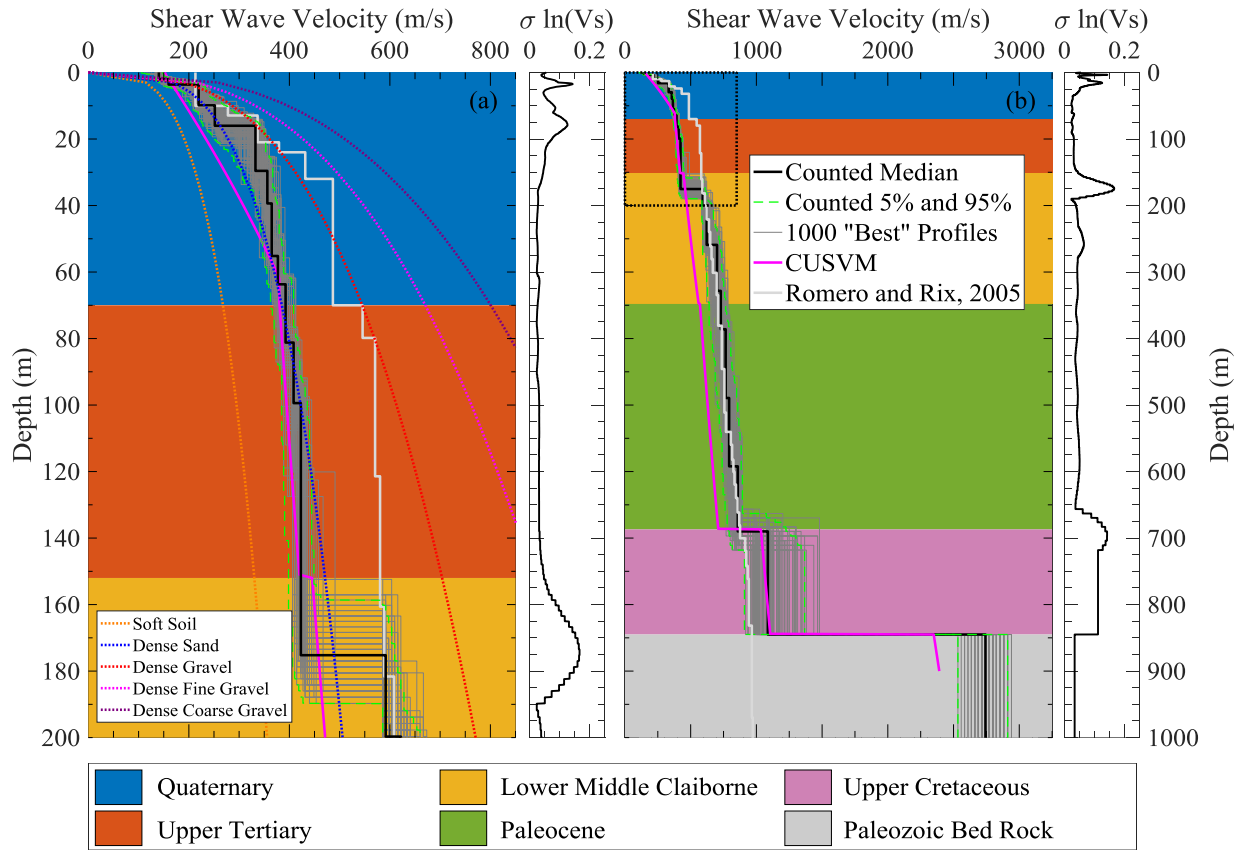 Shear Wave Velocity (m/s)
σ ln(Vs)
Shear Wave Velocity (m/s)
σ ln(Vs)
0 200 400 600 800
0 0.2
0 1000 2000 3000
0 0.2
(a)
(b)
0
20
40
60
80
100
120
140
160
180
200
Depth (m)
Soft Soil
Dense Sand
Dense Gravel
Dense Fine Gravel
Dense Coarse Gravel
Counted Median
Counted 5% and 95%
1000 "Best" Profiles
CUSVM
Romero and Rix, 2005
0
100
200
300
400
500
600
700
800
900
1000
Depth (m)
Quaternary
Lower Middle Claiborne
Upper Cretaceous
Upper Tertiary
Paleocene
Paleozoic Bed Rock